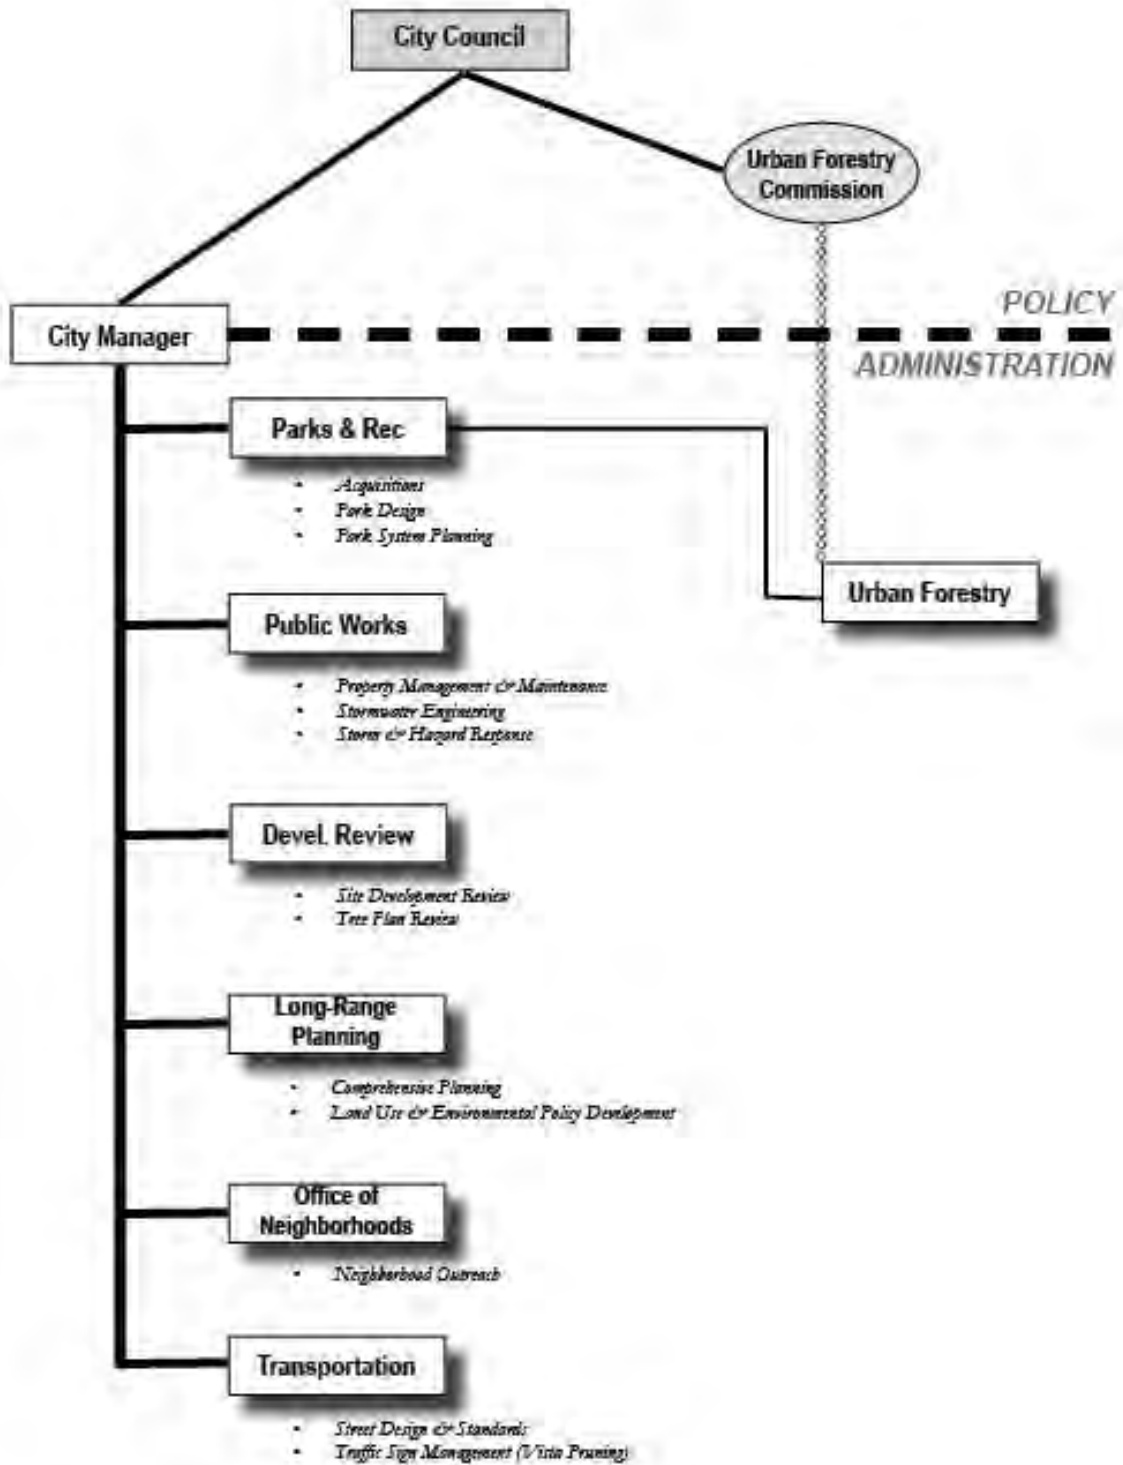 City Council
Urban Forestry
Commission
POLICY
City Manager
ADMINISTRATION
Parks & Rec
• Acquisitions
• Park Design
• Park System Planning
Urban Forestry
Public Works
• Property Management & Maintenance
• Stormwater Engineering
• Storm & Hazard Response
Devel. Review
• Site Development Review
• Tree Plan Review
Long-Range
Planning
• Comprehensive Planning
• Land Use & Environmental Policy Development
Office of
Neighborhoods
• Neighborhood Outreach
Transportation
• Street Design & Standards
• Traffic Sign Management (Vista Pruning)